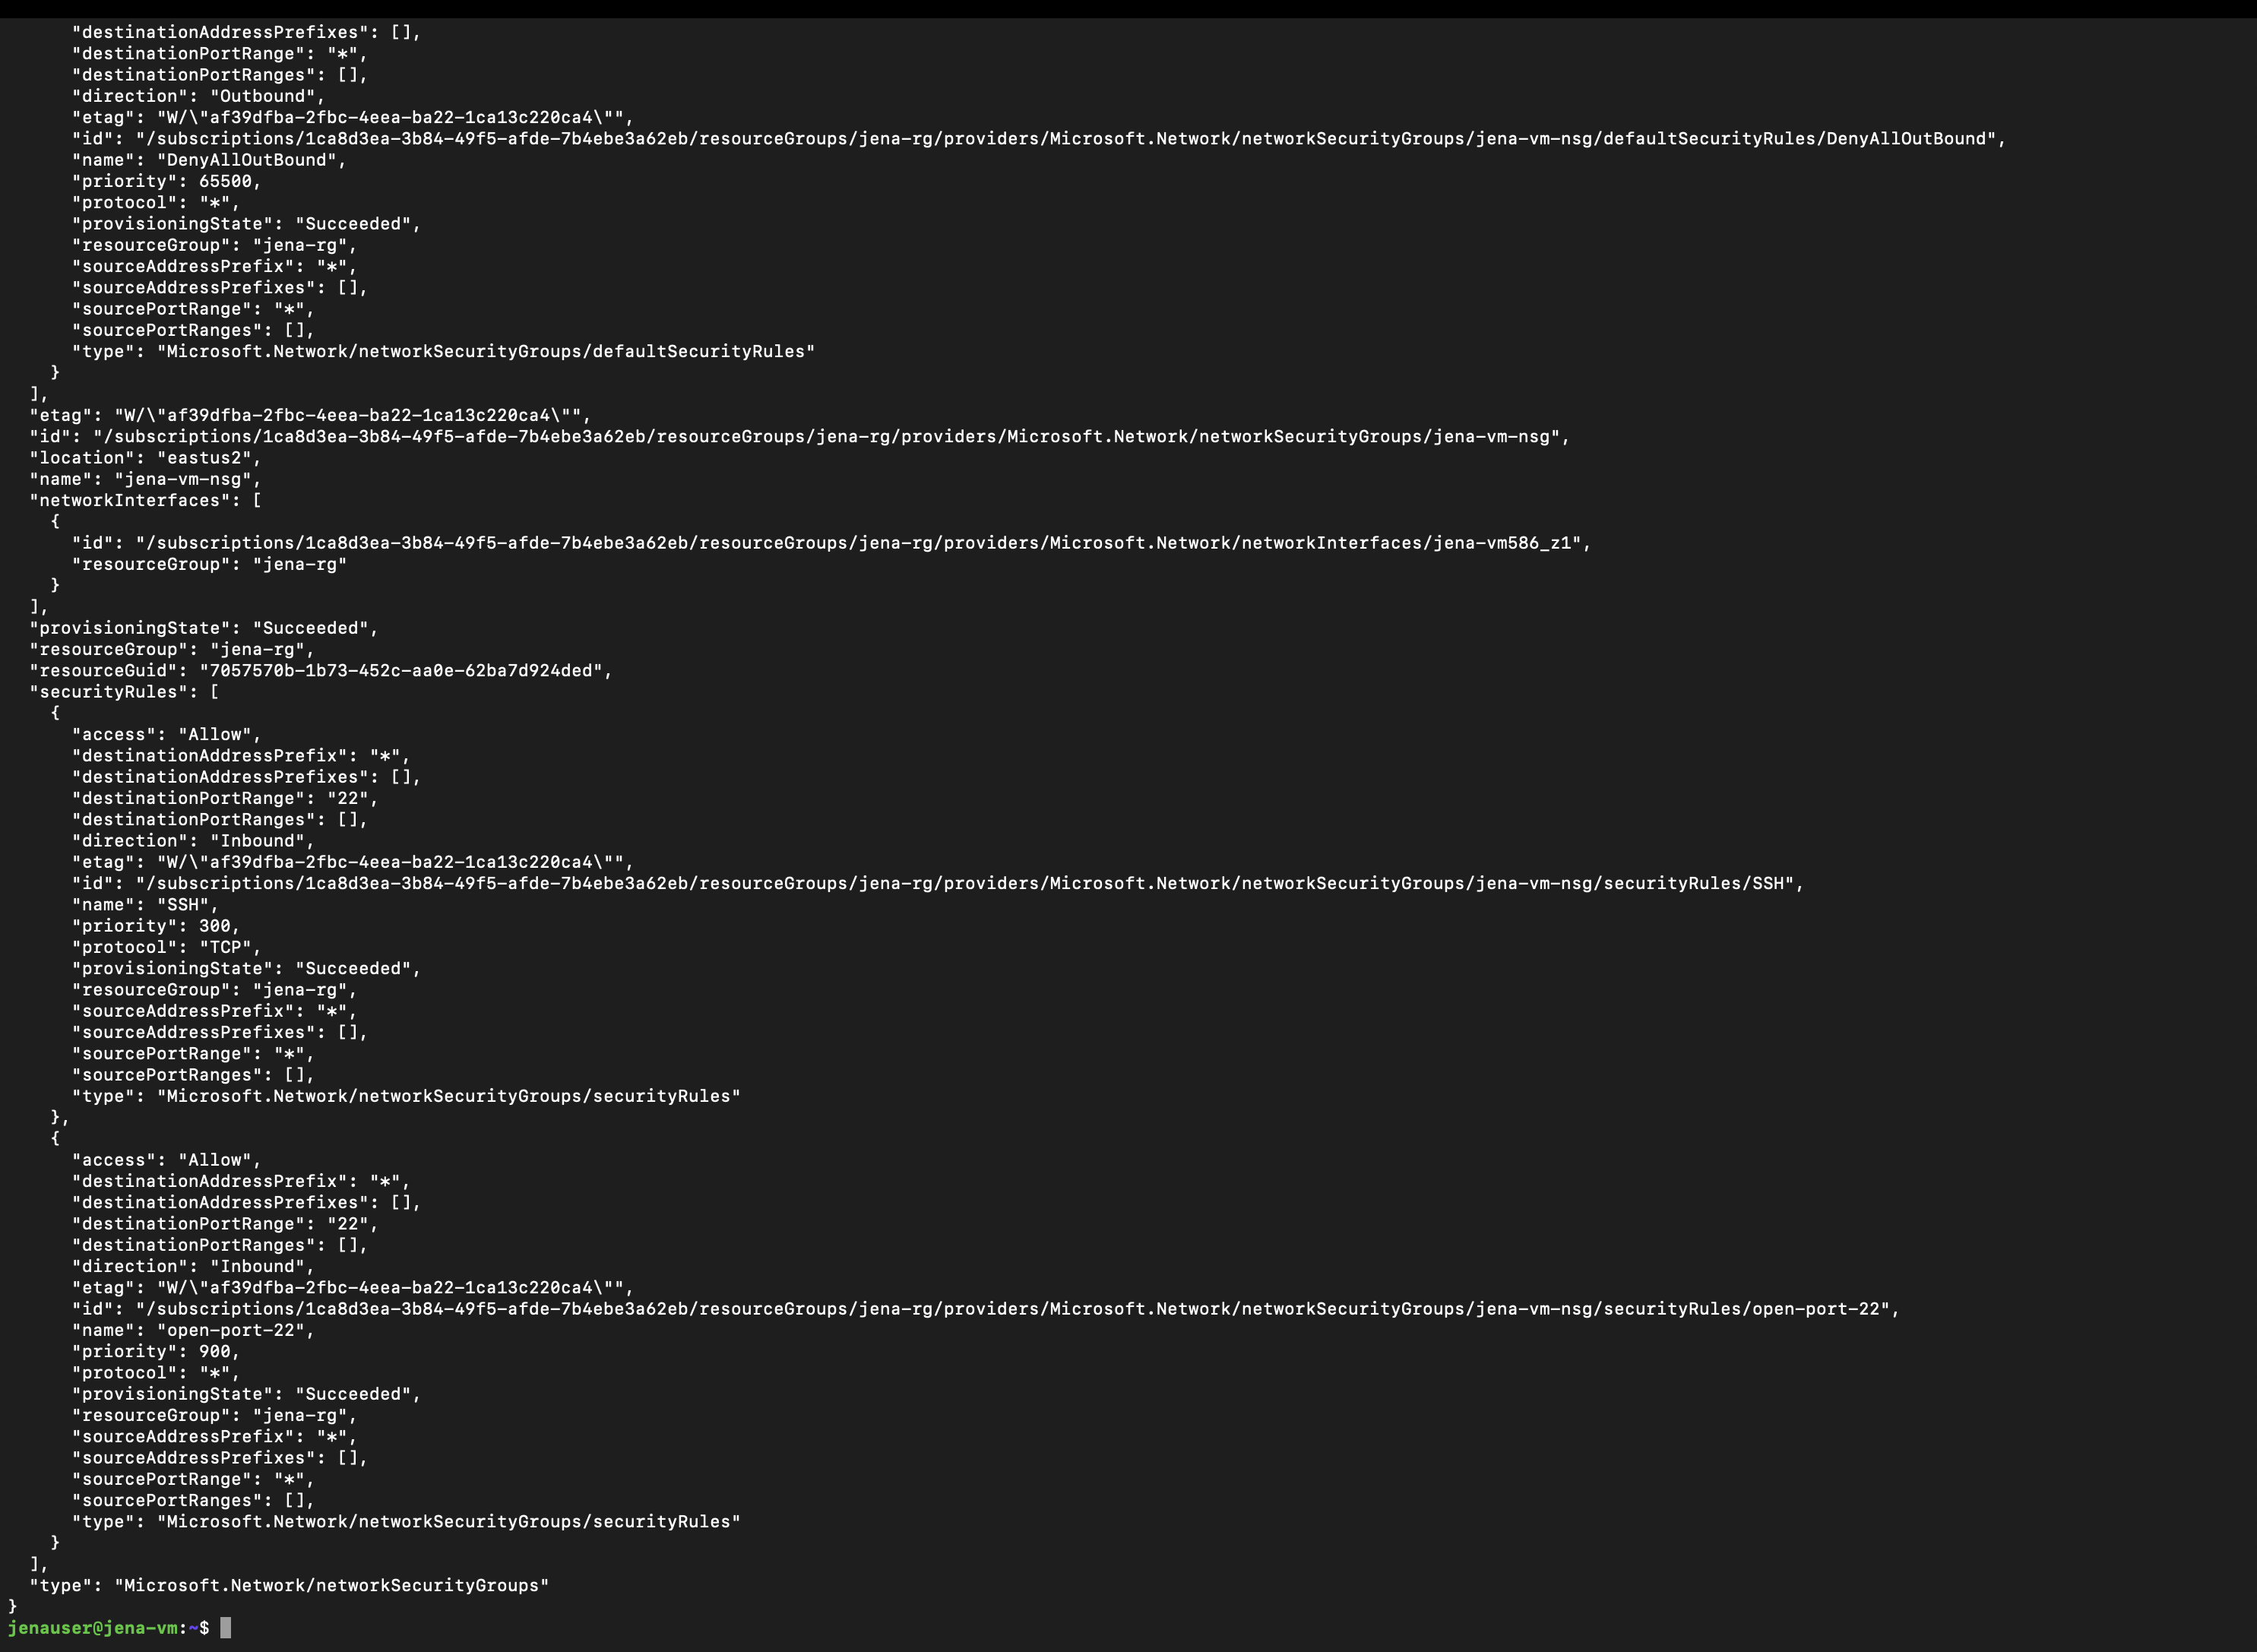 "destinationAddressPrefixes": [],
"destinationPortRange": "*",
"destinationPortRanges": [],
"direction": "Outbound",
"etag": "W/\"af39dfba-2fbc-4eea-ba22-1ca13c220ca4\"",
"id": "/subscriptions/1ca8d3ea-3b84-49f5-afde-7b4ebe3a62eb/resourceGroups/jena-rg/providers/Microsoft.Network/networkSecurityGroups/jena-vm-nsg/defaultSecurityRules/DenyAllOutBound",
"name": "DenyAllOutBound",
"priority": 65500,
"protocol": "*",
"provisioningState": "Succeeded",
"resourceGroup": "jena-rg",
"sourceAddressPrefix": "*",
"sourceAddressPrefixes": [],
"sourcePortRange": "*",
"sourcePortRanges": [],
"type": "Microsoft.Network/networkSecurityGroups/defaultSecurityRules"
}
],
"etag": "W/\"af39dfba-2fbc-4eea-ba22-1ca13c220ca4\"",
"id": "/subscriptions/1ca8d3ea-3b84-49f5-afde-7b4ebe3a62eb/resourceGroups/jena-rg/providers/Microsoft.Network/networkSecurityGroups/jena-vm-nsg",
"location": "eastus2",
"name": "jena-vm-nsg",
"networkInterfaces": [
{
"id": "/subscriptions/1ca8d3ea-3b84-49f5-afde-7b4ebe3a62eb/resourceGroups/jena-rg/providers/Microsoft.Network/networkInterfaces/jena-vm586_z1",
"resourceGroup": "jena-rg"
}
],
"provisioningState": "Succeeded",
"resourceGroup": "jena-rg",
"resourceGuid": "7057570b-1b73-452c-aa0e-62ba7d924ded",
"securityRules": [
{
"access": "Allow",
"destinationAddressPrefix": "*",
"destinationAddressPrefixes": [],
"destinationPortRange": "22",
"destinationPortRanges": [],
"direction": "Inbound",
"etag": "W/\"af39dfba-2fbc-4eea-ba22-1ca13c220ca4\"",
"id": "/subscriptions/1ca8d3ea-3b84-49f5-afde-7b4ebe3a62eb/resourceGroups/jena-rg/providers/Microsoft.Network/networkSecurityGroups/jena-vm-nsg/securityRules/SSH",
"name": "SSH",
"priority": 300,
"protocol": "TCP",
"provisioningState": "Succeeded",
"resourceGroup": "jena-rg",
"sourceAddressPrefix": "*",
"sourceAddressPrefixes": [],
"sourcePortRange": "*",
"sourcePortRanges": [],
"type": "Microsoft.Network/networkSecurityGroups/securityRules"
},
{
"access": "Allow",
"destinationAddressPrefix": "*",
"destinationAddressPrefixes": [],
"destinationPortRange": "22",
"destinationPortRanges": [],
"direction": "Inbound",
"etag": "W/\"af39dfba-2fbc-4eea-ba22-1ca13c220ca4\"",
"id": "/subscriptions/1ca8d3ea-3b84-49f5-afde-7b4ebe3a62eb/resourceGroups/jena-rg/providers/Microsoft.Network/networkSecurityGroups/jena-vm-nsg/securityRules/open-port-22",
"name": "open-port-22",
"priority": 900,
"protocol": "*",
"provisioningState": "Succeeded",
"resourceGroup": "jena-rg",
"sourceAddressPrefix": "*",
"sourceAddressPrefixes": [],
"sourcePortRange": "*",
"sourcePortRanges": [],
"type": "Microsoft.Network/networkSecurityGroups/securityRules"
}
],
"type": "Microsoft.Network/networkSecurityGroups"
}
jenauser@jena-vm:~$